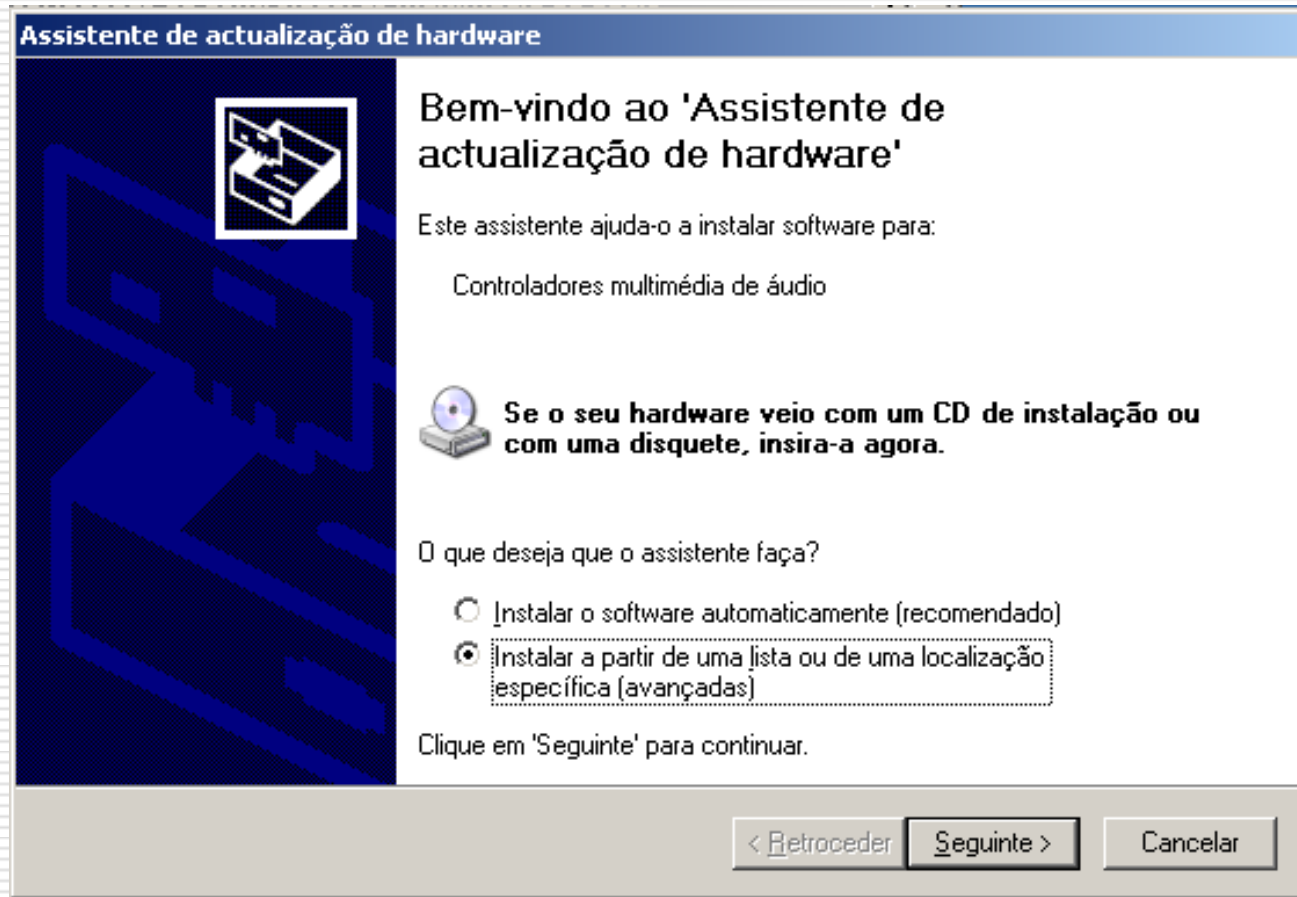 Assistente de actualização de hardware
Bem-vindo ao 'Assistente de
actualização de hardware'
Este assistente ajuda-o a instalar software para:
Controladores multimédia de áudio
Se o seu hardware veio com um CD de instalação ou
com uma disquete, insira-a agora.
O que deseja que o assistente faça?
Instalar o software automaticamente (recomendado)
Instalar a partir de uma lista ou de uma localização
específica (avançadas)
Clique em 'Seguinte' para continuar.
< Retroceder Seguinte > Cancelar